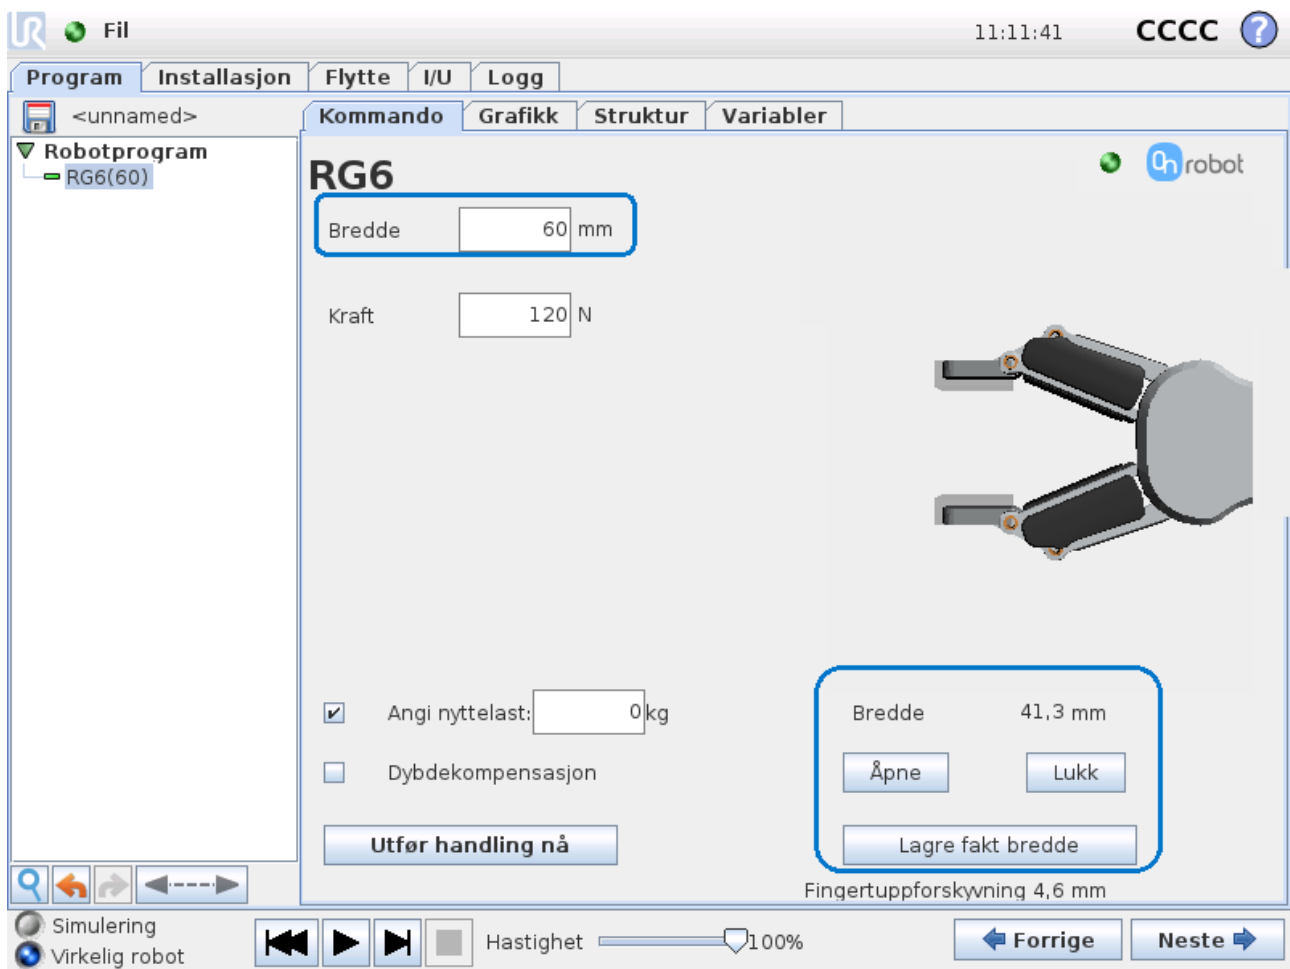 UR Fil 11:11:41 CCCC ?
Program Installasjon Flytte I/U Logg
<unnamed> Kommando Grafikk Struktur Variabler
Robotprogram
RG6(60)
RG6
On robot
Bredde 60 mm
Kraft 120 N
Angi nyttelast: 0 kg
Bredde 41,3 mm
Dybdekompensasjon
Åpne Lukk
Utfør handling nå
Lagre fakt bredde
Fingertuppforskyvning 4,6 mm
Simulering
Virkelig robot
Hastighet 100%
Forrige Neste